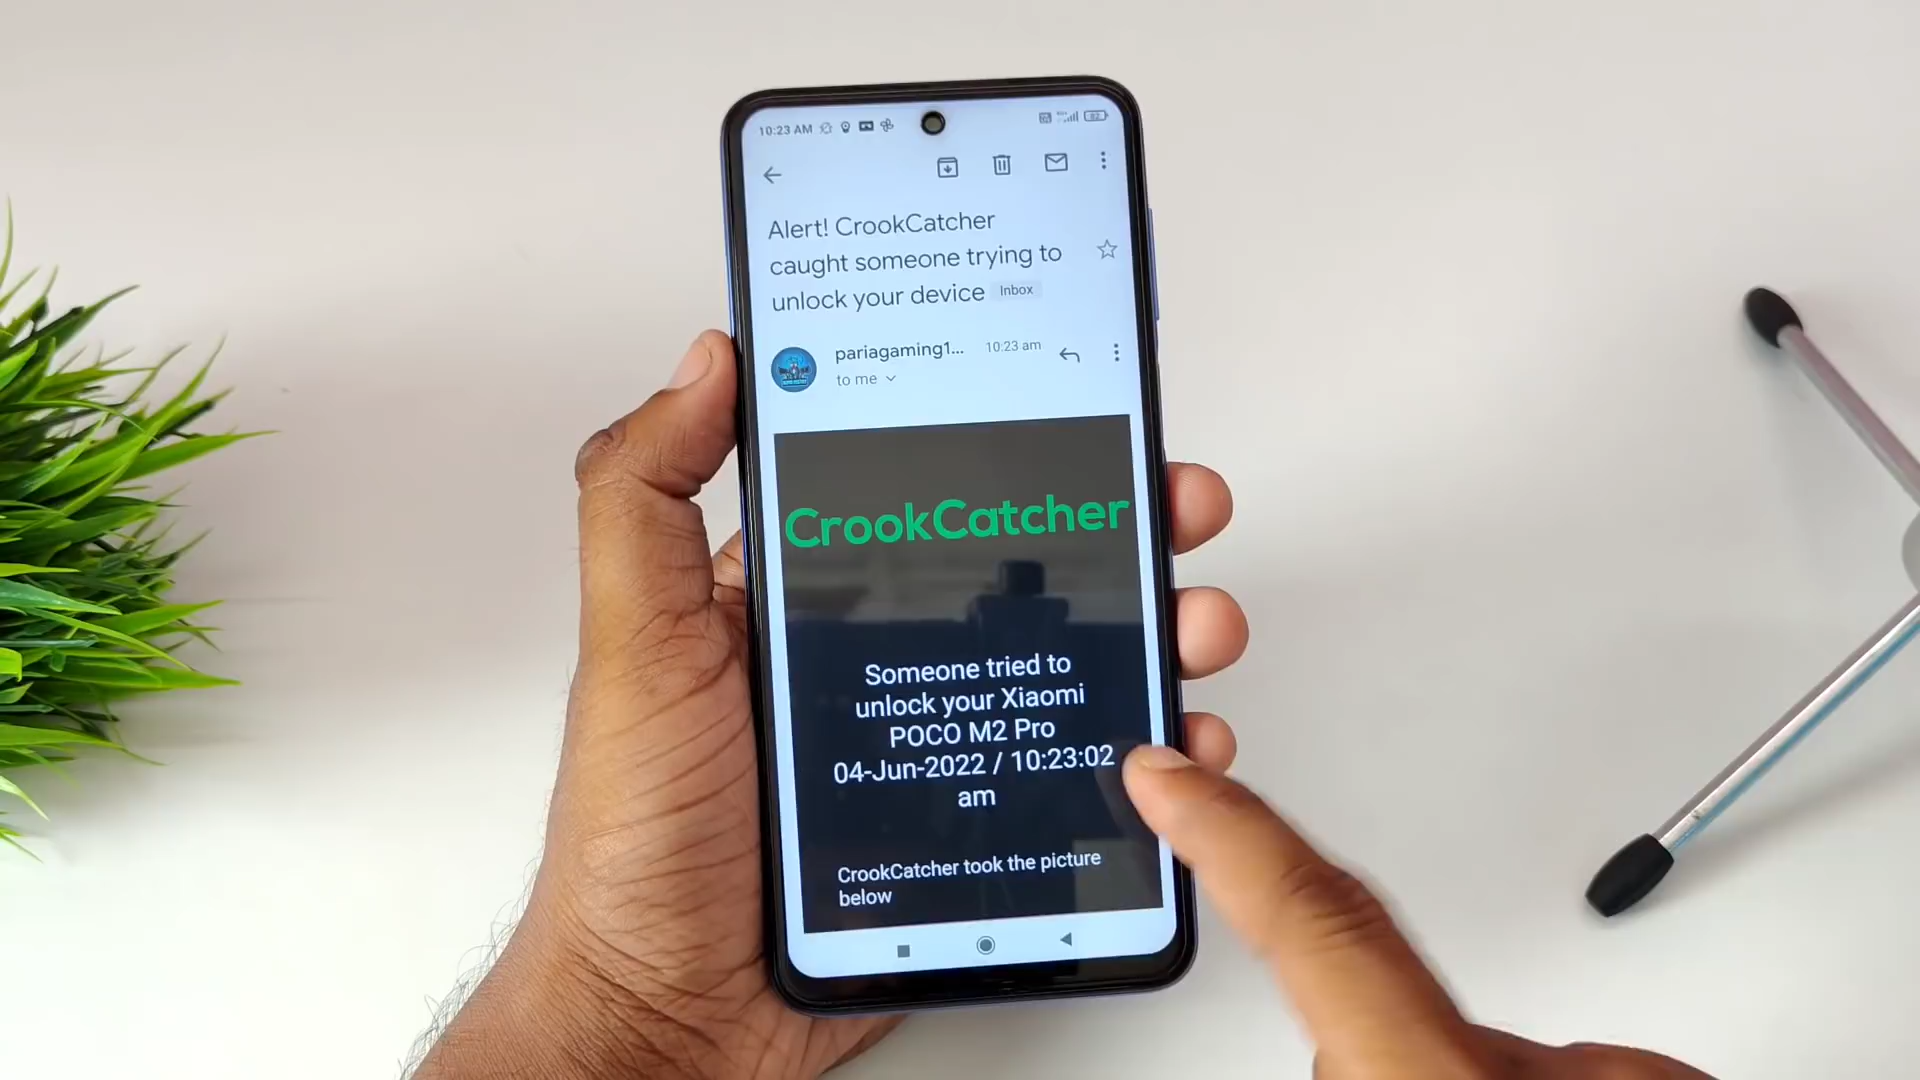 10:23 AM
82
Alert! CrookCatcher
caught someone trying to
unlock your device Inbox
pariagaming1... 10:23 am
to me
CrookCatcher
Someone tried to
unlock your Xiaomi
POCO M2 Pro
04-Jun-2022 / 10:23:02
am
CrookCatcher took the picture
below